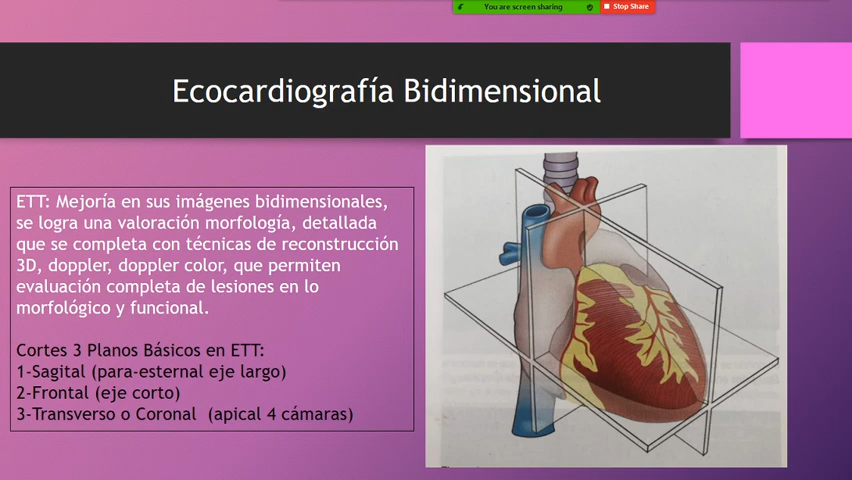 You are screen sharing
Stop Share
Ecocardiografía Bidimensional
ETT: Mejoría en sus imágenes bidimensionales,
se logra una valoración morfología, detallada
que se completa con técnicas de reconstrucción
3D, doppler, doppler color, que permiten
evaluación completa de lesiones en lo
morfológico y funcional.
Cortes 3 Planos Básicos en ETT:
1-Sagital (para-esternal eje largo)
2-Frontal (eje corto)
3-Transverso o Coronal (apical 4 cámaras)